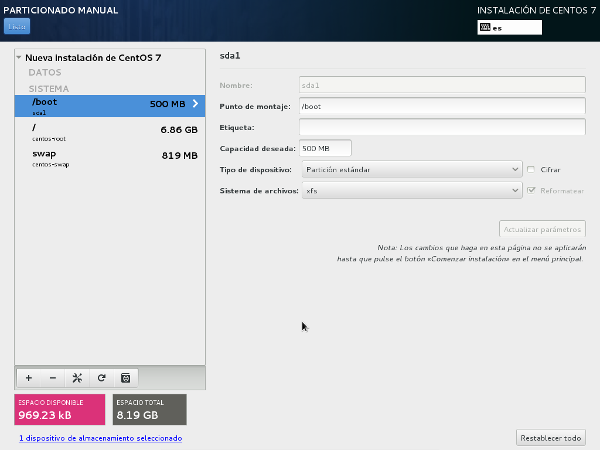 PARTICIONADO MANUAL
INSTALACIÓN DE CENTOS 7
Listo
es
Nueva Instalación de CentOS 7
DATOS
SISTEMA
/boot 500 MB
sda1
/ 6.86 GB
centos-root
swap 819 MB
centos-swap
ESPACIO DISPONIBLE
969.23 kB
ESPACIO TOTAL
8.19 GB
1 dispositivo de almacenamiento seleccionado
sda1
Nombre: sda1
Punto de montaje: /boot
Etiqueta:
Capacidad deseada: 500 MB
Tipo de dispositivo: Partición estándar Cifrar
Sistema de archivos: xfs Reformatear
Actualizar parámetros
Nota: Los cambios que haga en esta página no se aplicarán
hasta que pulse el botón «Comenzar instalación» en el menú principal.
Restablecer todo